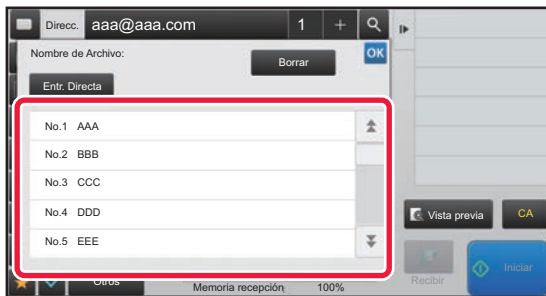 Direcc. aaa@aaa.com 1 +
Nombre de Archivo:
Borrar
OK
Entr. Directa
No.1 AAA
No.2 BBB
No.3 CCC
No.4 DDD
No.5 EEE
Vista previa
CA
Otros
Memoria recepción: 100%
Recibir
Iniciar